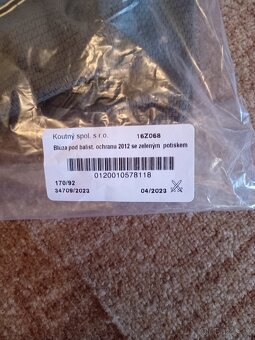 Koutný spol. s r.o. 16Z068
Blůza pod balist. ochranu 2012 se zeleným potiskem
0120010578118
170/92
34709/2023 04/2023